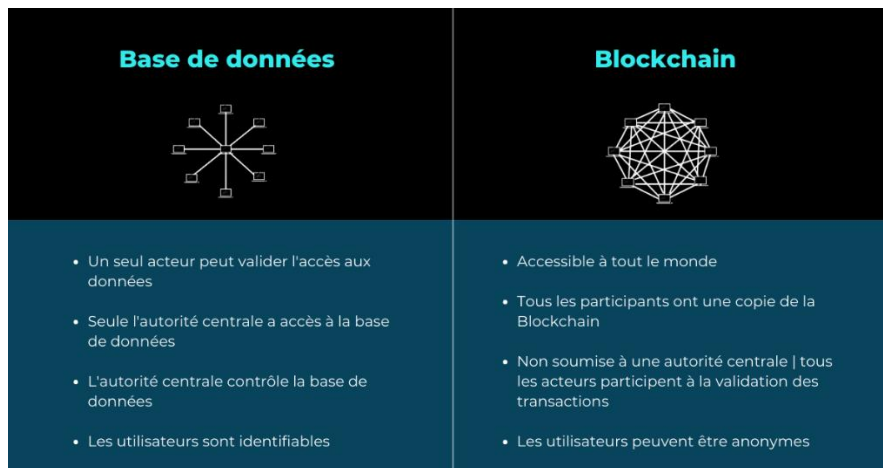 Base de données
• Un seul acteur peut valider l'accès aux
données
• Seule l'autorité centrale a accès à la base
de données
• L'autorité centrale contrôle la base de
données
• Les utilisateurs sont identifiables
Blockchain
• Accessible à tout le monde
• Tous les participants ont une copie de la
Blockchain
• Non soumise à une autorité centrale | tous
les acteurs participent à la validation des
transactions
• Les utilisateurs peuvent être anonymes